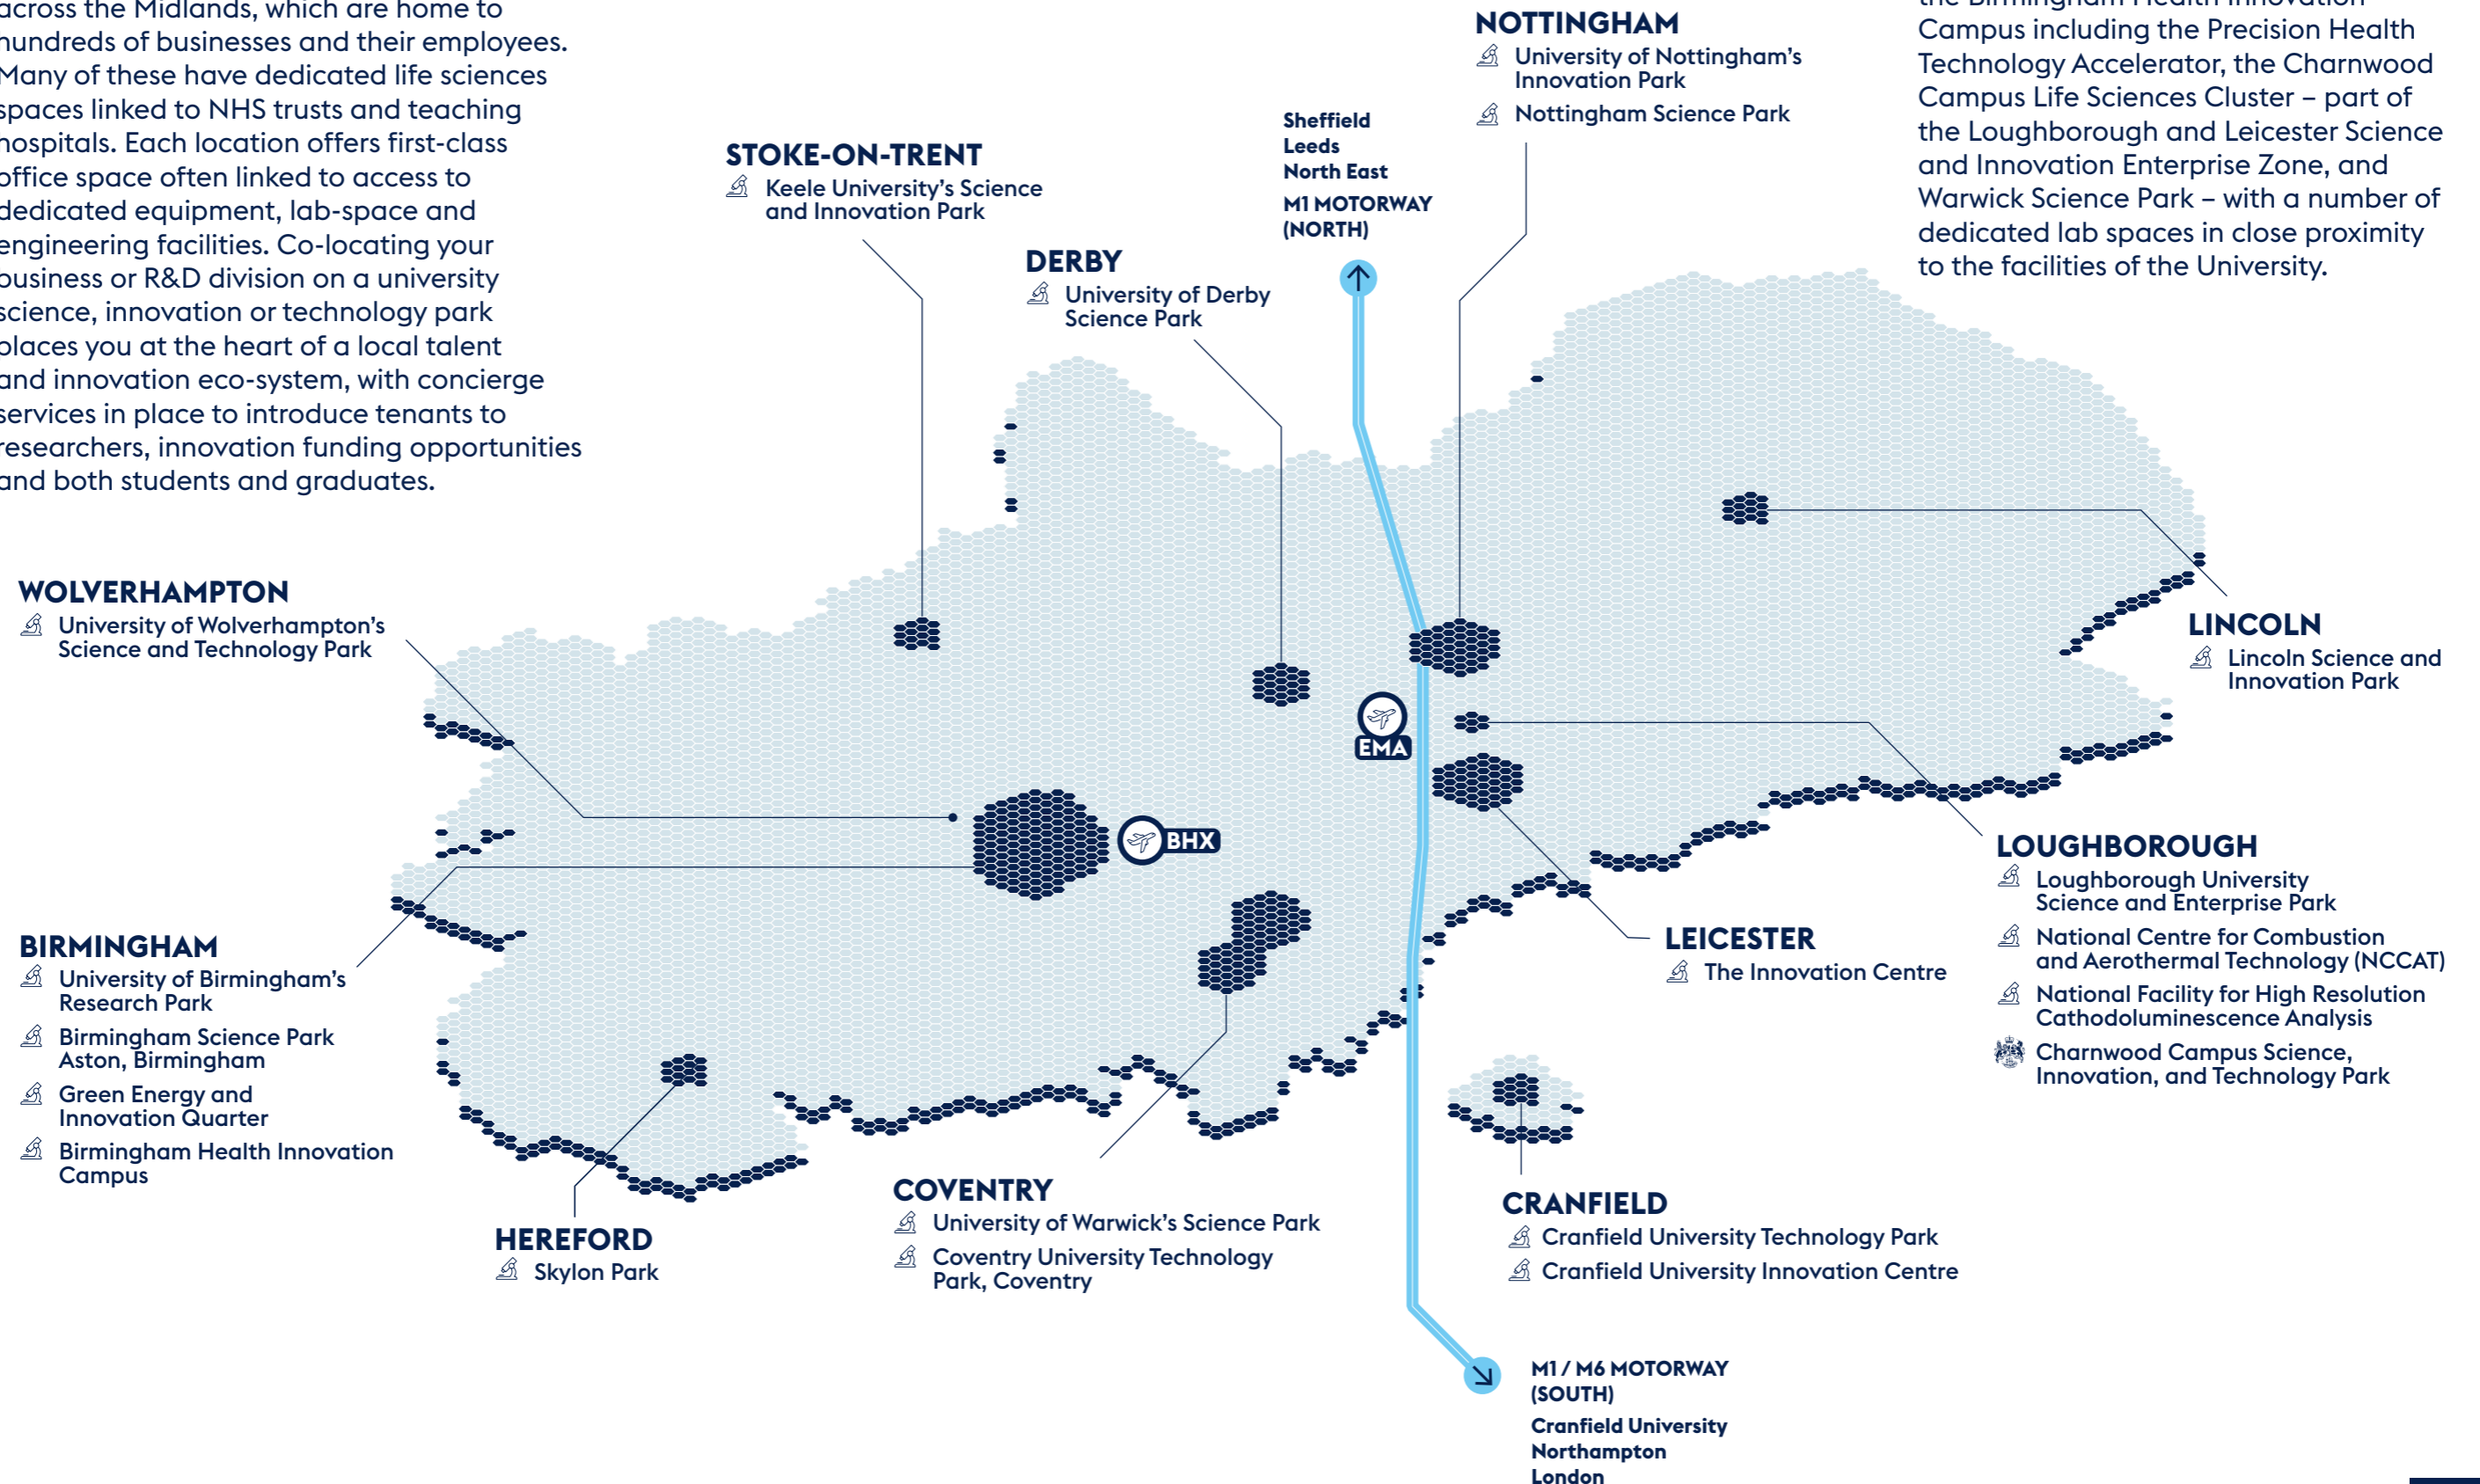 across the Midlands, which are home to
hundreds of businesses and their employees.
Many of these have dedicated life sciences
spaces linked to NHS trusts and teaching
hospitals. Each location offers first-class
office space often linked to access to
dedicated equipment, lab-space and
engineering facilities. Co-locating your
business or R&D division on a university
science, innovation or technology park
places you at the heart of a local talent
and innovation eco-system, with concierge
services in place to introduce tenants to
researchers, innovation funding opportunities
and both students and graduates.
the Birmingham Health Innovation
Campus including the Precision Health
Technology Accelerator, the Charnwood
Campus Life Sciences Cluster – part of
the Loughborough and Leicester Science
and Innovation Enterprise Zone, and
Warwick Science Park – with a number of
dedicated lab spaces in close proximity
to the facilities of the University.
NOTTINGHAM
University of Nottingham's
Innovation Park
Nottingham Science Park
Sheffield
Leeds
North East
M1 MOTORWAY
(NORTH)
STOKE-ON-TRENT
Keele University's Science
and Innovation Park
DERBY
University of Derby
Science Park
WOLVERHAMPTON
University of Wolverhampton's
Science and Technology Park
LINCOLN
Lincoln Science and
Innovation Park
EMA
BHX
LOUGHBOROUGH
Loughborough University
Science and Enterprise Park
National Centre for Combustion
and Aerothermal Technology (NCCAT)
National Facility for High Resolution
Cathodoluminescence Analysis
Charnwood Campus Science,
Innovation, and Technology Park
LEICESTER
The Innovation Centre
BIRMINGHAM
University of Birmingham's
Research Park
Birmingham Science Park
Aston, Birmingham
Green Energy and
Innovation Quarter
Birmingham Health Innovation
Campus
HEREFORD
Skylon Park
COVENTRY
University of Warwick's Science Park
Coventry University Technology
Park, Coventry
CRANFIELD
Cranfield University Technology Park
Cranfield University Innovation Centre
M1 / M6 MOTORWAY
(SOUTH)
Cranfield University
Northampton
London